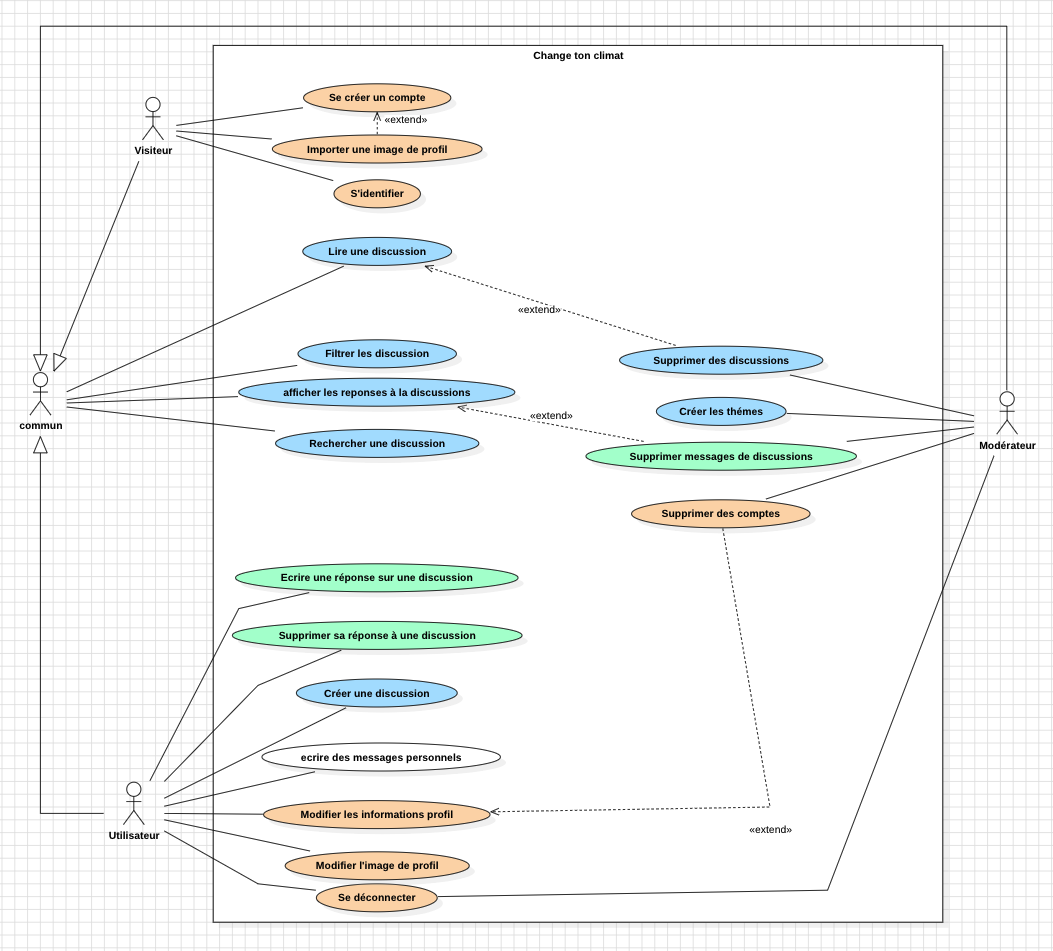 Change ton climat
Se créer un compte
«extend»
Visiteur
Importer une image de profil
S'identifier
Lire une discussion
«extend»
Filtrer les discussion
Supprimer des discussions
afficher les reponses à la discussions
Créer les thèmes
«extend»
commun
Rechercher une discussion
Modérateur
Supprimer messages de discussions
Supprimer des comptes
Ecrire une réponse sur une discussion
Supprimer sa réponse à une discussion
Créer une discussion
ecrire des messages personnels
Modifier les informations profil
«extend»
Utilisateur
Modifier l'image de profil
Se déconnecter